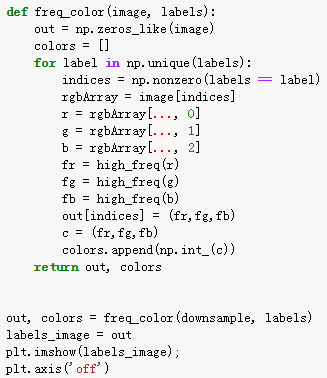 def freq_color(image, labels):
    out = np.zeros_like(image)
    colors = []
    for label in np.unique(labels):
        indices = np.nonzero(labels == label)
        rgbArray = image[indices]
        r = rgbArray[..., 0]
        g = rgbArray[..., 1]
        b = rgbArray[..., 2]
        fr = high_freq(r)
        fg = high_freq(g)
        fb = high_freq(b)
        out[indices] = (fr,fg,fb)
        c = (fr,fg,fb)
        colors.append(np.int_(c))
    return out, colors


out, colors = freq_color(downsample, labels)
labels_image = out
plt.imshow(labels_image);
plt.axis('off')